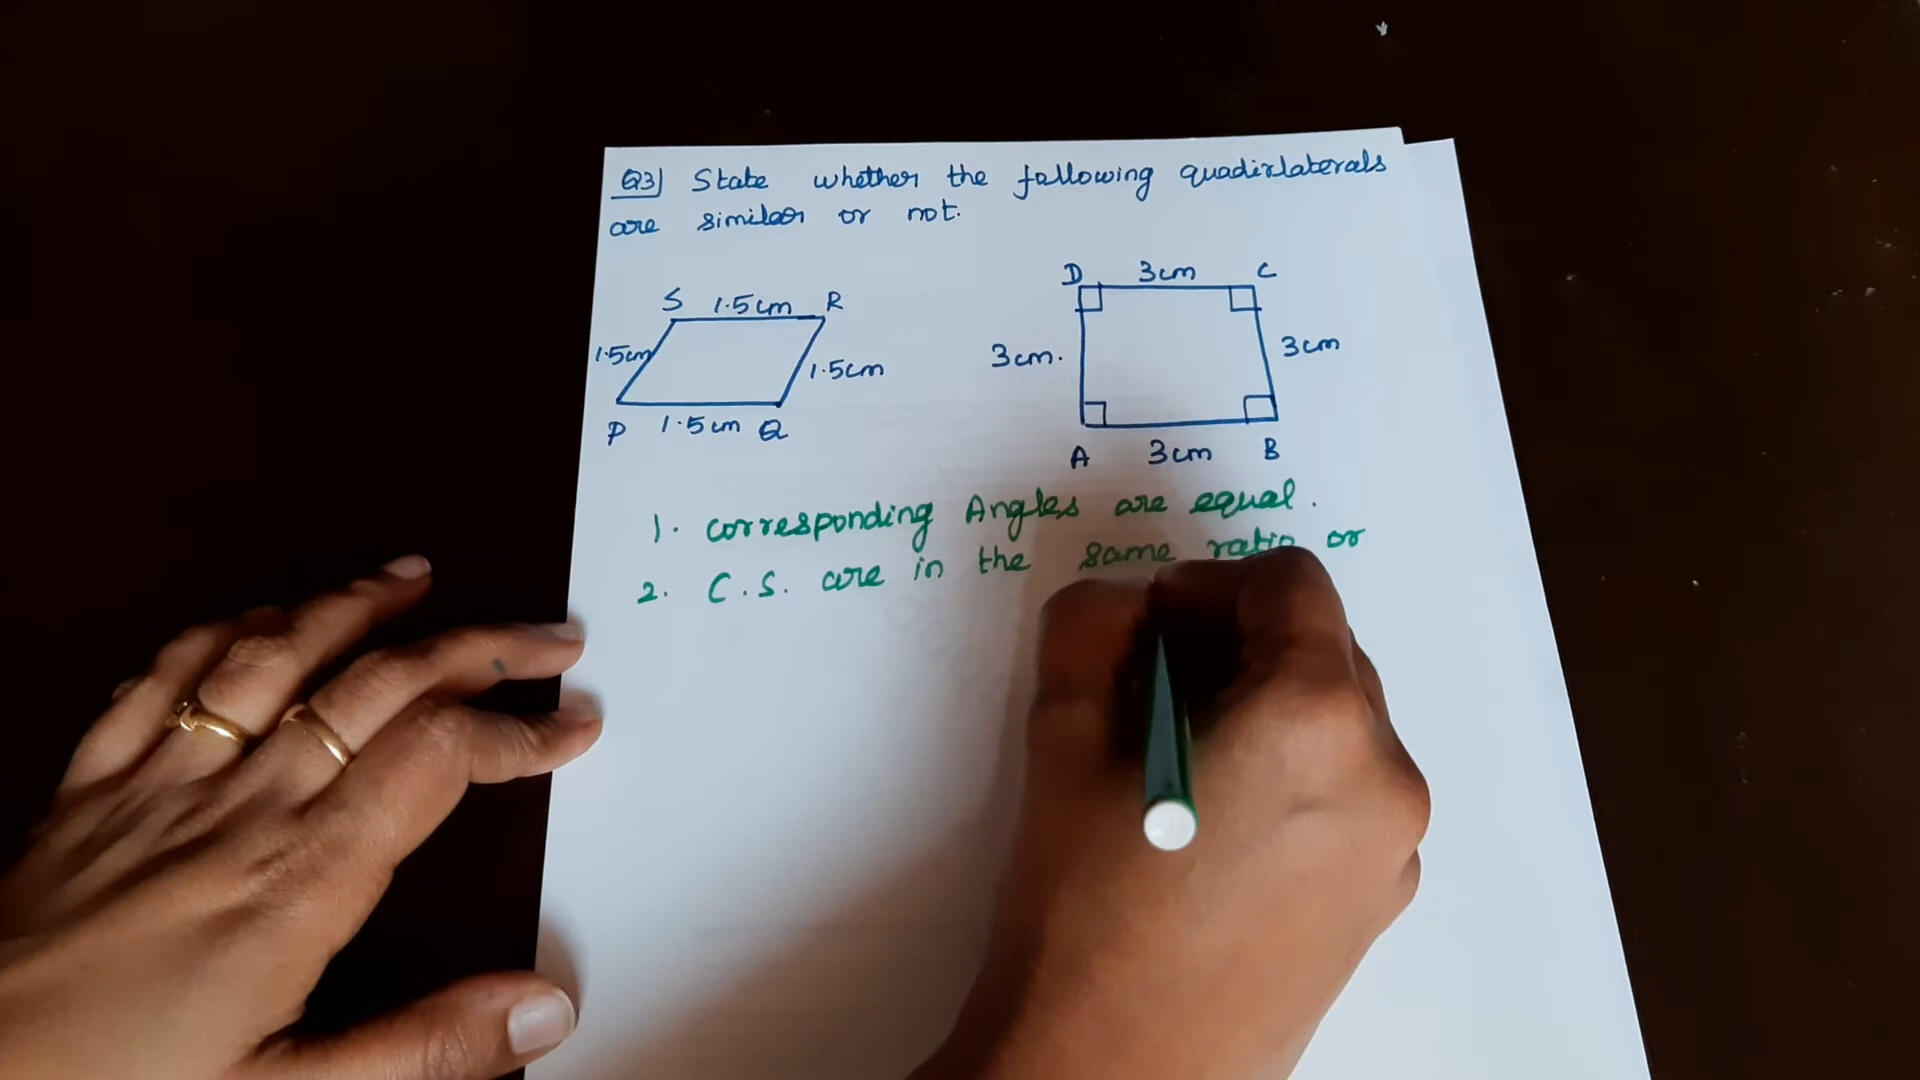 Q3) State whether the following quadirlaterals
are similar or not.
D 3cm C
S 1.5cm R
1.5cm 1.5cm 3cm. 3cm
P 1.5cm Q
A 3cm B
1. corresponding Angles are equal.
2. C.S. are in the same ratio or